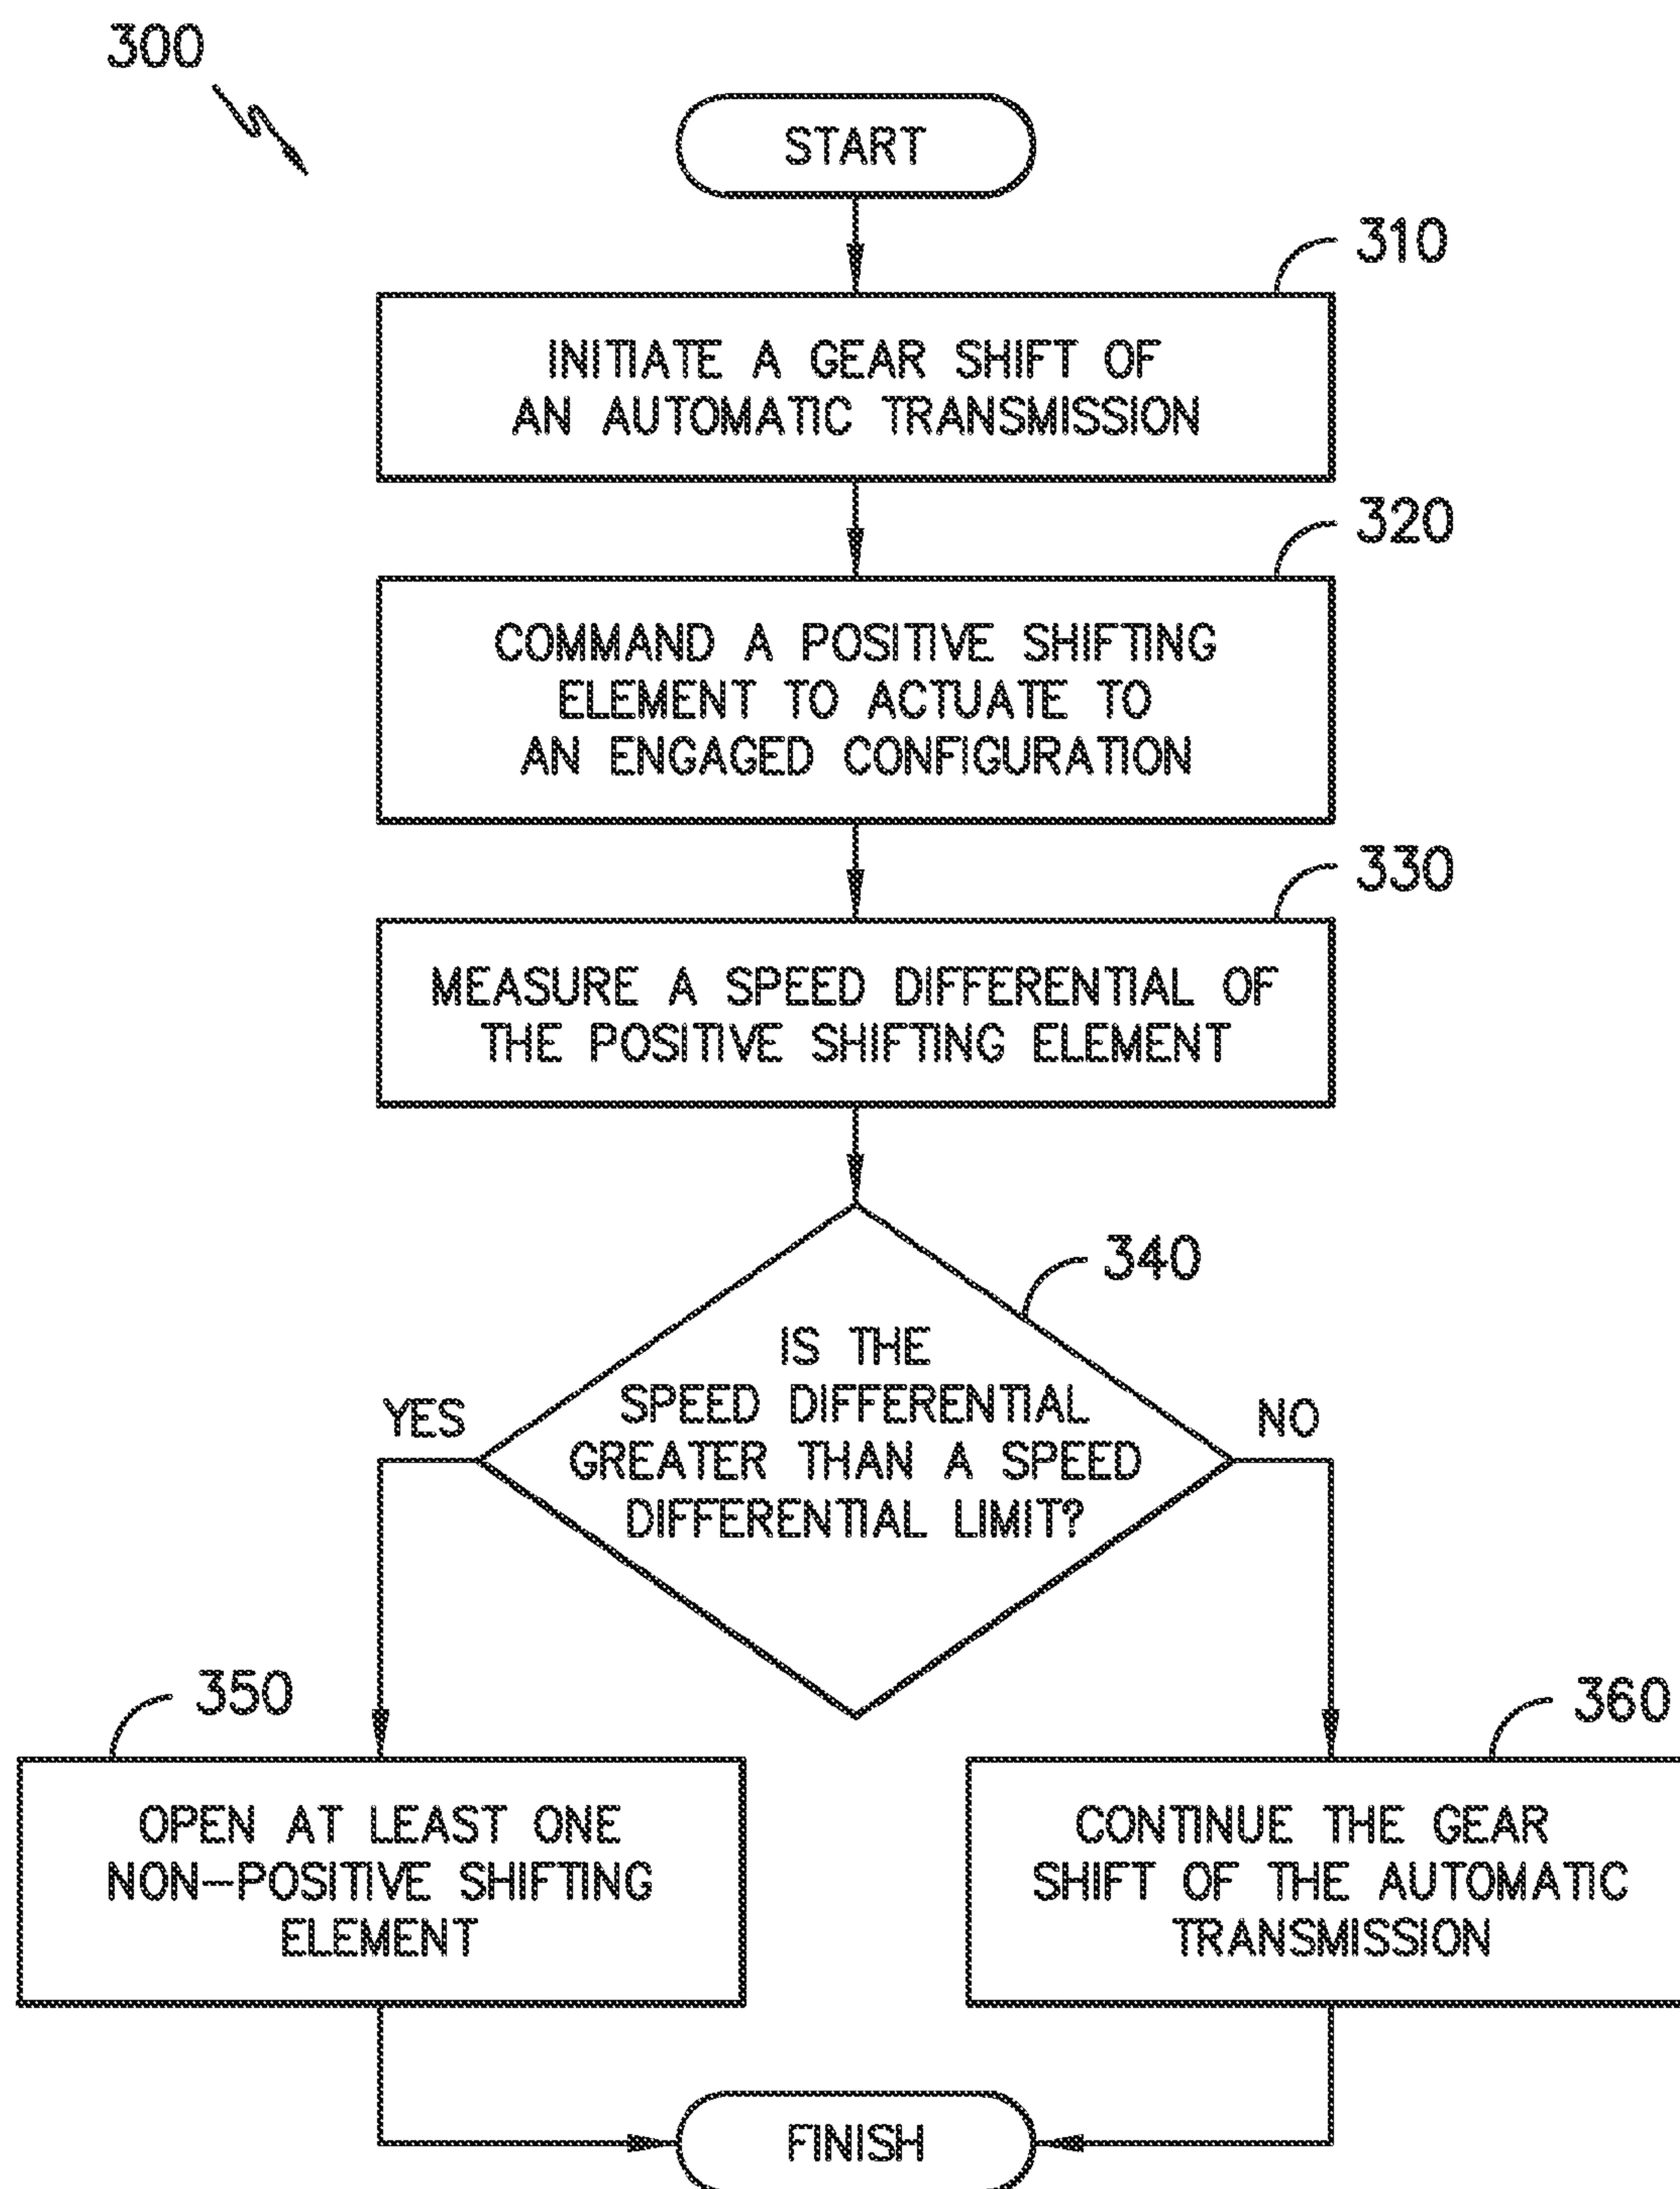 300
START
310
INITIATE A GEAR SHIFT OF
AN AUTOMATIC TRANSMISSION
320
COMMAND A POSITIVE SHIFTING
ELEMENT TO ACTUATE TO
AN ENGAGED CONFIGURATION
330
MEASURE A SPEED DIFFERENTIAL OF
THE POSITIVE SHIFTING ELEMENT
340
IS THE
SPEED DIFFERENTIAL
GREATER THAN A SPEED
DIFFERENTIAL LIMIT?
YES
NO
350
OPEN AT LEAST ONE
NON-POSITIVE SHIFTING
ELEMENT
360
CONTINUE THE GEAR
SHIFT OF THE AUTOMATIC
TRANSMISSION
FINISH